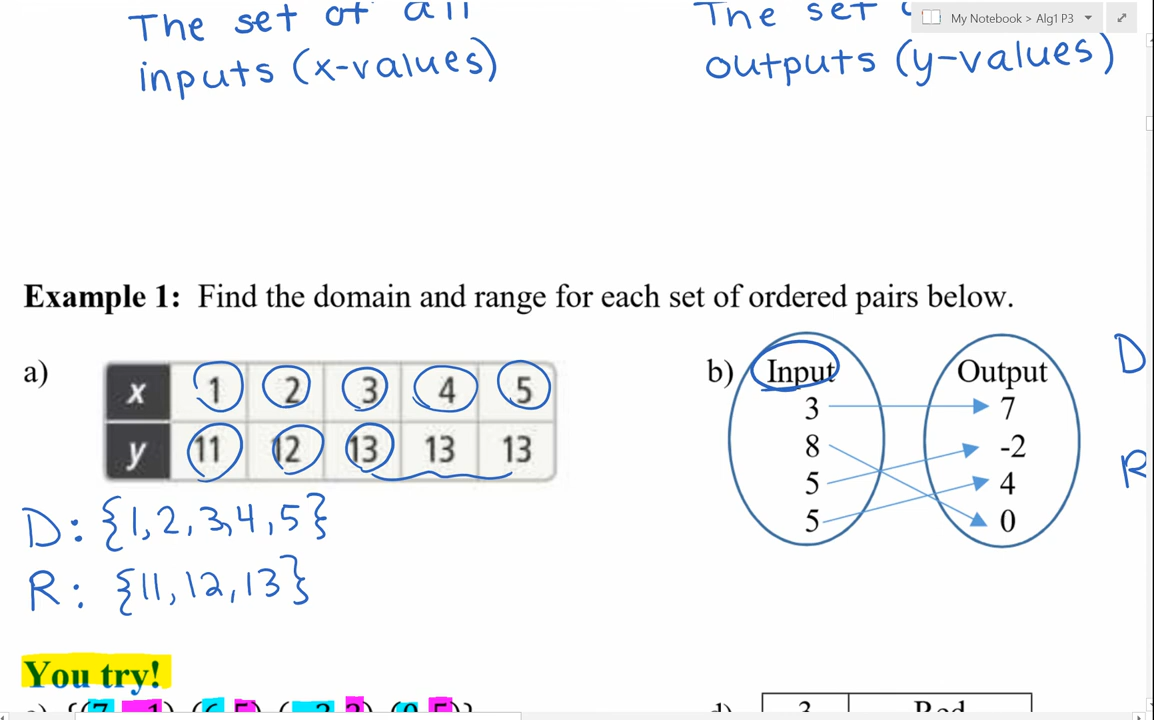 The set of all
inputs (x-values)
The set
outputs (y-values)
My Notebook > Alg1 P3
Example 1: Find the domain and range for each set of ordered pairs below.
a)
x 1 2 3 4 5
y 11 12 13 13 13
D: {1,2,3,4,5}
R: {11,12,13}
b)
Input Output
3 7
8 -2
5 4
5 0
D
R
You try!
3 Red